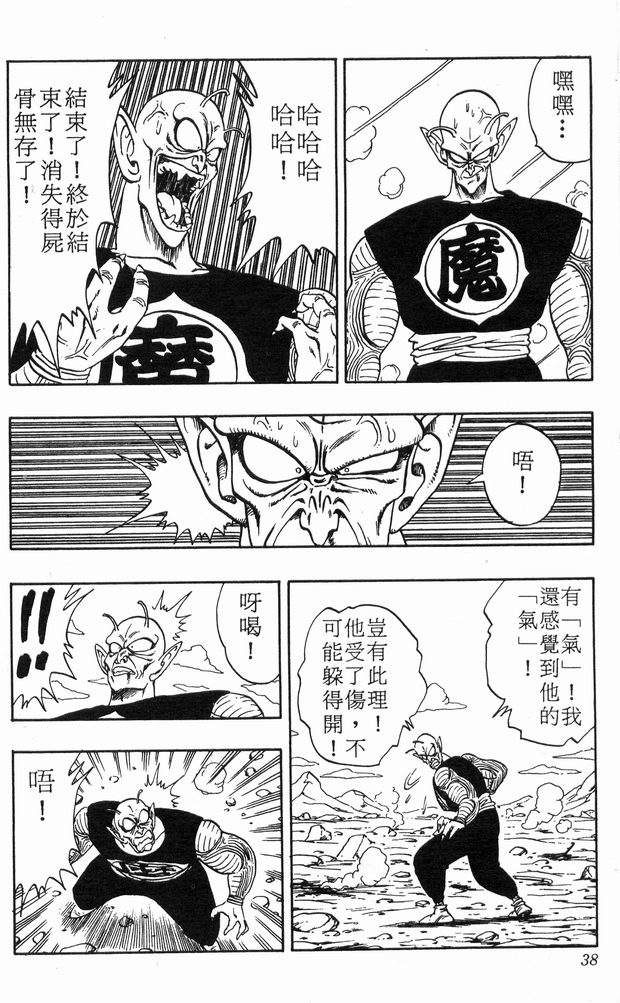 嘿嘿…
魔
哈哈哈
哈哈！
結束了！終於結
束了！消失得屍
骨無存了！
魔
唔！
有「氣」！我
還感覺到他的
「氣」！
豈有此理！
他受了傷，不
可能躲得開！
呀喝！
!!
唔！
38